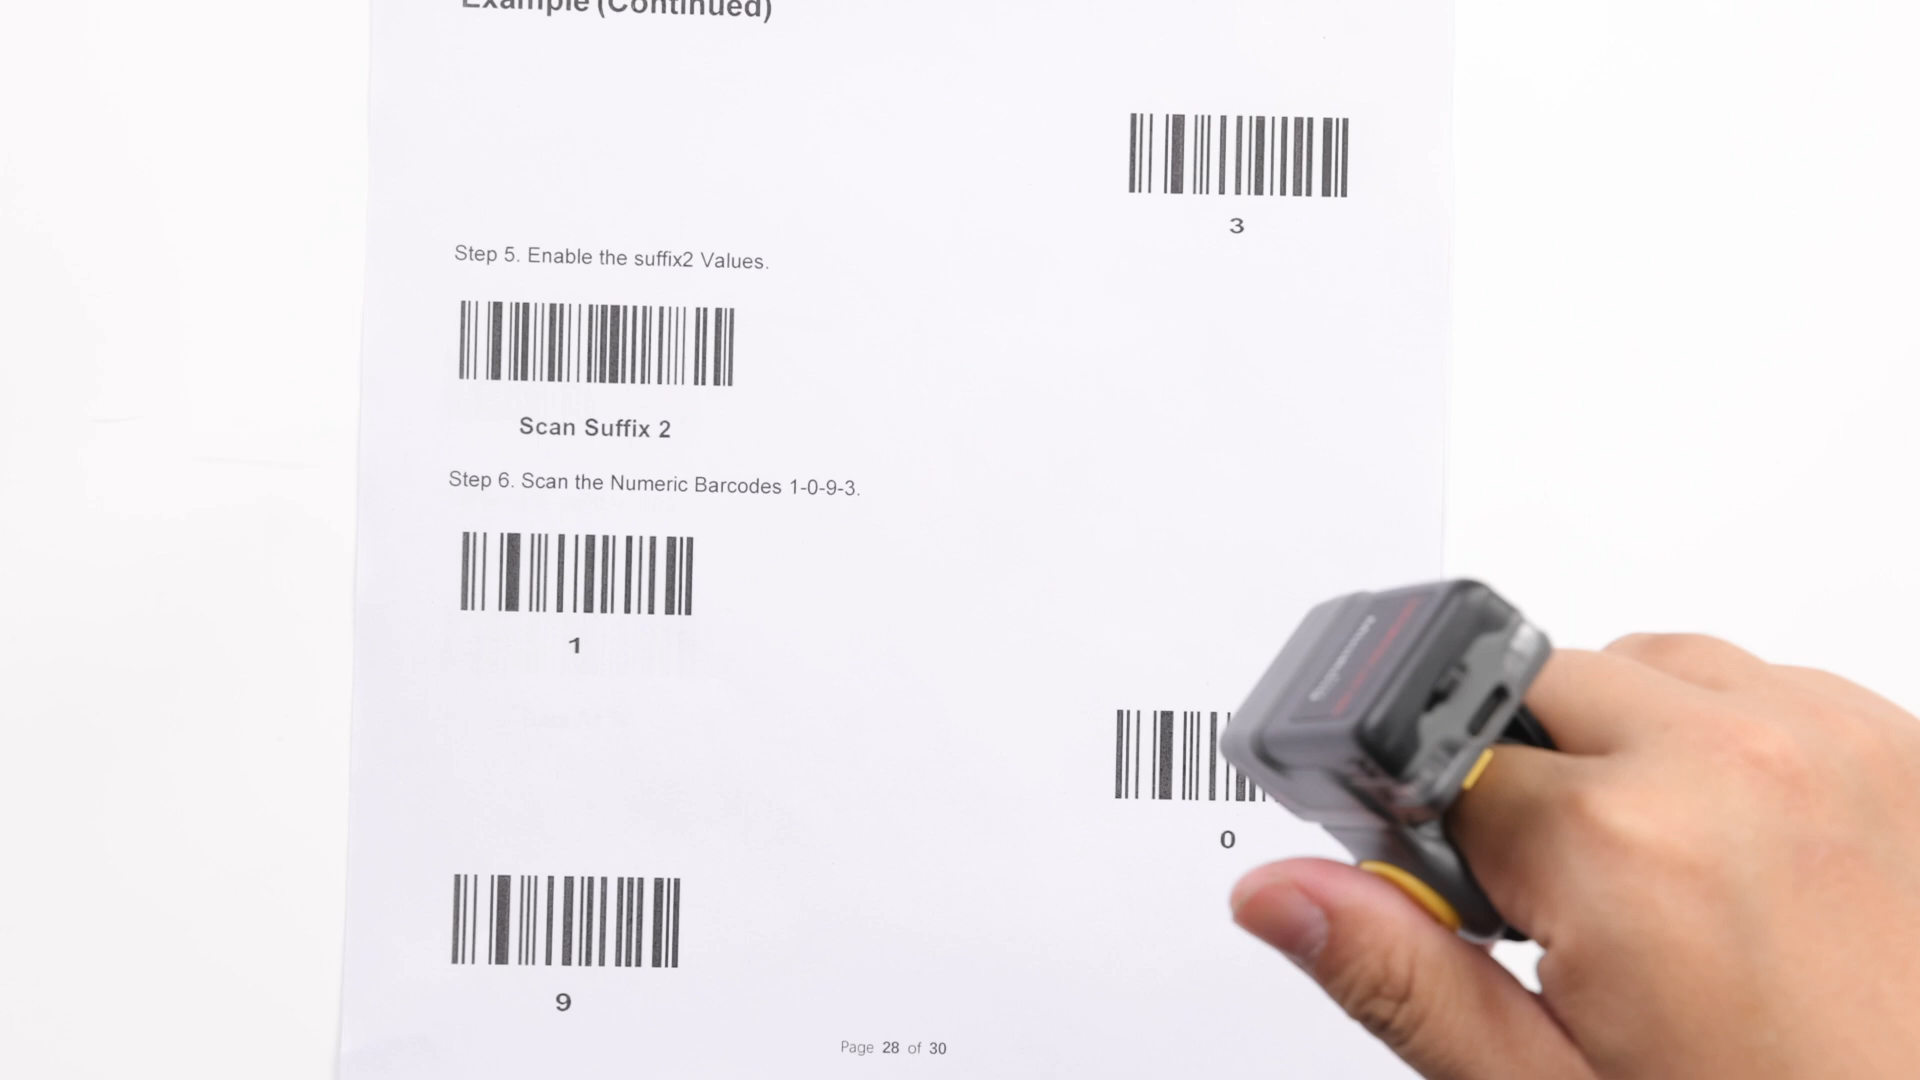 Example (Continued)
3
Step 5. Enable the suffix2 Values.
Scan Suffix 2
Step 6. Scan the Numeric Barcodes 1-0-9-3.
1
0
9
Page 28 of 30